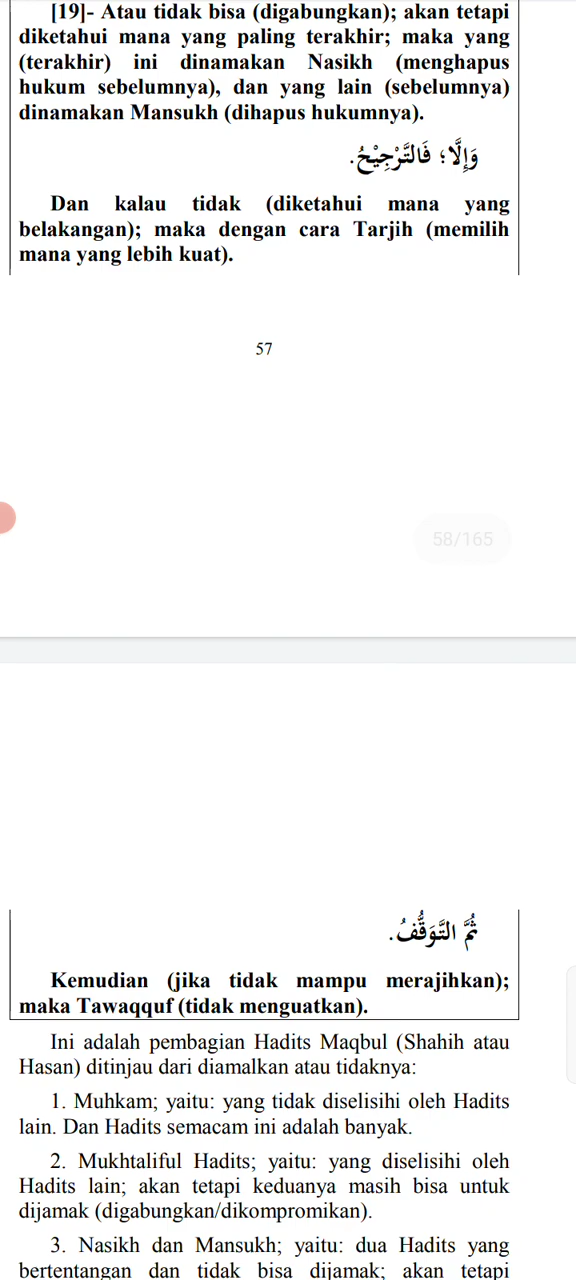 [19]- Atau tidak bisa (digabungkan); akan tetapi
diketahui mana yang paling terakhir; maka yang
(terakhir) ini dinamakan Nasikh (menghapus
hukum sebelumnya), dan yang lain (sebelumnya)
dinamakan Mansukh (dihapus hukumnya).
وَإِلَّا؛ فَالتَّرْجِيْحُ.
Dan kalau tidak (diketahui mana yang
belakangan); maka dengan cara Tarjih (memilih
mana yang lebih kuat).
57
58/165
ثُمَّ التَّوَقُّفُ.
Kemudian (jika tidak mampu merajihkan);
maka Tawaqquf (tidak menguatkan).
Ini adalah pembagian Hadits Maqbul (Shahih atau
Hasan) ditinjau dari diamalkan atau tidaknya:
1. Muhkam; yaitu: yang tidak diselisihi oleh Hadits
lain. Dan Hadits semacam ini adalah banyak.
2. Mukhtaliful Hadits; yaitu: yang diselisihi oleh
Hadits lain; akan tetapi keduanya masih bisa untuk
dijamak (digabungkan/dikompromikan).
3. Nasikh dan Mansukh; yaitu: dua Hadits yang
bertentangan dan tidak bisa dijamak; akan tetapi